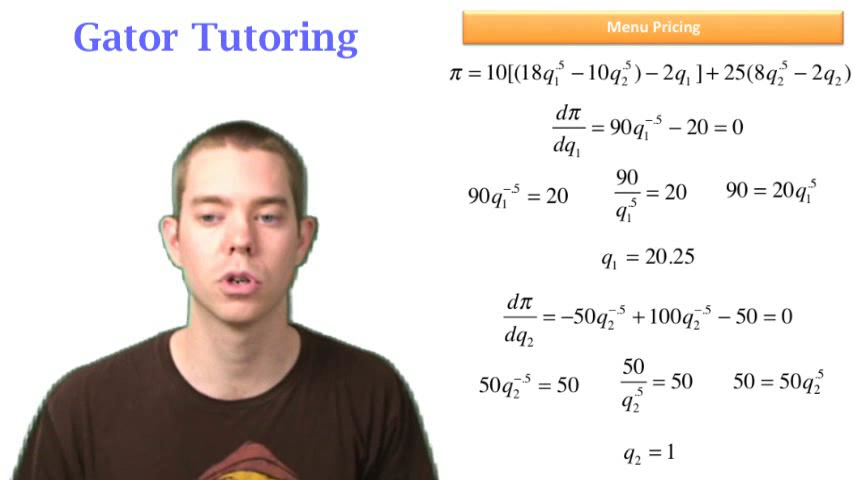 Gator Tutoring
Menu Pricing
π = 10[(18q₁^.5 − 10q₂^.5) − 2q₁] + 25(8q₂^.5 − 2q₂)
dπ/dq₁ = 90q₁^−.5 − 20 = 0
90q₁^−.5 = 20    90/q₁^.5 = 20    90 = 20q₁^.5
q₁ = 20.25
dπ/dq₂ = −50q₂^−.5 + 100q₂^−.5 − 50 = 0
50q₂^−.5 = 50    50/q₂^.5 = 50    50 = 50q₂^.5
q₂ = 1